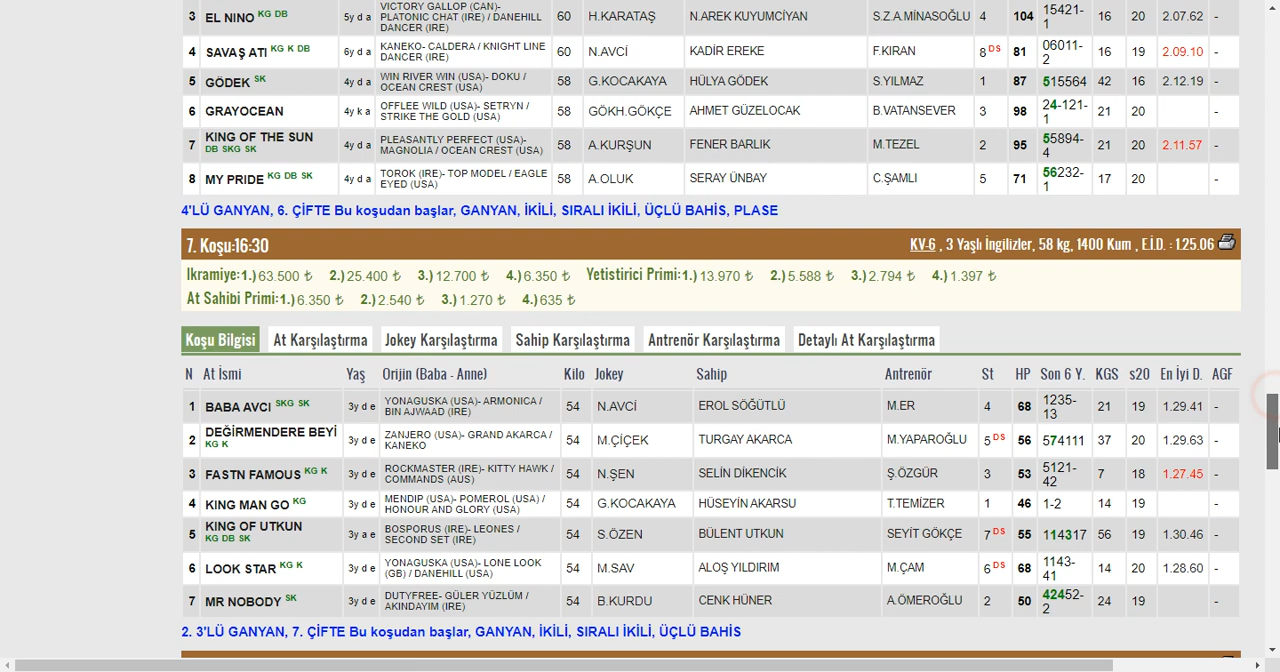 3 EL NINO KG DB 5y d a VICTORY GALLOP (CAN)- PLATONIC CHAT (IRE) / DANEHILL DANCER (IRE) 60 H.KARATAŞ N.AREK KUYUMCİYAN S.Z.A.MİNASOĞLU 4 104 15421-1 16 20 2.07.62 -
4 SAVAŞ ATI KG K DB 6y d a KANEKO- CALDERA / KNIGHT LINE DANCER (IRE) 60 N.AVCİ KADİR EREKE F.KIRAN 8 DS 81 06011-2 16 19 2.09.10 -
5 GÖDEK SK 4y d a WIN RIVER WIN (USA)- DOKU / OCEAN CREST (USA) 58 G.KOCAKAYA HÜLYA GÖDEK S.YILMAZ 1 87 515564 42 16 2.12.19 -
6 GRAYOCEAN 4y k a OFFLEE WILD (USA)- SETRYN / STRIKE THE GOLD (USA) 58 GÖKH.GÖKÇE AHMET GÜZELOCAK B.VATANSEVER 3 98 24-121-1 21 20 -
7 KING OF THE SUN DB SKG SK 4y d a PLEASANTLY PERFECT (USA)- MAGNOLIA / OCEAN CREST (USA) 58 A.KURŞUN FENER BARLIK M.TEZEL 2 95 55894-4 21 20 2.11.57 -
8 MY PRIDE KG DB SK 4y d a TOROK (IRE)- TOP MODEL / EAGLE EYED (USA) 58 A.OLUK SERAY ÜNBAY C.ŞAMLI 5 71 56232-1 17 20 -
4'LÜ GANYAN, 6. ÇİFTE Bu koşudan başlar, GANYAN, İKİLİ, SIRALI İKİLİ, ÜÇLÜ BAHİS, PLASE
7. Koşu:16:30 KV-6 , 3 Yaşlı İngilizler, 58 kg, 1400 Kum , E.İ.D. : 1.25.06
Ikramiye:1.)63.500 ₺ 2.)25.400 ₺ 3.)12.700 ₺ 4.)6.350 ₺ Yetistirici Primi:1.)13.970 ₺ 2.)5.588 ₺ 3.)2.794 ₺ 4.)1.397 ₺
At Sahibi Primi:1.)6.350 ₺ 2.)2.540 ₺ 3.)1.270 ₺ 4.)635 ₺
Koşu Bilgisi At Karşılaştırma Jokey Karşılaştırma Sahip Karşılaştırma Antrenör Karşılaştırma Detaylı At Karşılaştırma
N At İsmi Yaş Orijin (Baba - Anne) Kilo Jokey Sahip Antrenör St HP Son 6 Y. KGS s20 En İyi D. AGF
1 BABA AVCI SKG SK 3y d e YONAGUSKA (USA)- ARMONICA / BIN AJWAAD (IRE) 54 N.AVCİ EROL SÖĞÜTLÜ M.ER 4 68 1235-13 21 19 1.29.41 -
2 DEĞİRMENDERE BEYİ KG K 3y d e ZANJERO (USA)- GRAND AKARCA / KANEKO 54 M.ÇİÇEK TURGAY AKARCA M.YAPAROĞLU 5 DS 56 574111 37 20 1.29.63 -
3 FASTN FAMOUS KG K 3y d e ROCKMASTER (IRE)- KITTY HAWK / COMMANDS (AUS) 54 N.ŞEN SELİN DİKENCİK Ş.ÖZGÜR 3 53 5121-42 7 18 1.27.45 -
4 KING MAN GO KG 3y d e MENDIP (USA)- POMEROL (USA) / HONOUR AND GLORY (USA) 54 G.KOCAKAYA HÜSEYİN AKARSU T.TEMİZER 1 46 1-2 14 19 -
5 KING OF UTKUN KG DB SK 3y a e BOSPORUS (IRE)- LEONES / SECOND SET (IRE) 54 S.ÖZEN BÜLENT UTKUN SEYİT GÖKÇE 7 DS 55 114317 56 19 1.30.46 -
6 LOOK STAR KG K 3y d e YONAGUSKA (USA)- LONE LOOK (GB) / DANEHILL (USA) 54 M.SAV ALOŞ YILDIRIM M.ÇAM 6 DS 68 1143-41 14 20 1.28.60 -
7 MR NOBODY SK 3y d e DUTYFREE- GÜLER YÜZLÜM / AKINDAYIM (IRE) 54 B.KURDU CENK HÜNER A.ÖMEROĞLU 2 50 42452-2 24 19 -
2. 3'LÜ GANYAN, 7. ÇİFTE Bu koşudan başlar, GANYAN, İKİLİ, SIRALI İKİLİ, ÜÇLÜ BAHİS